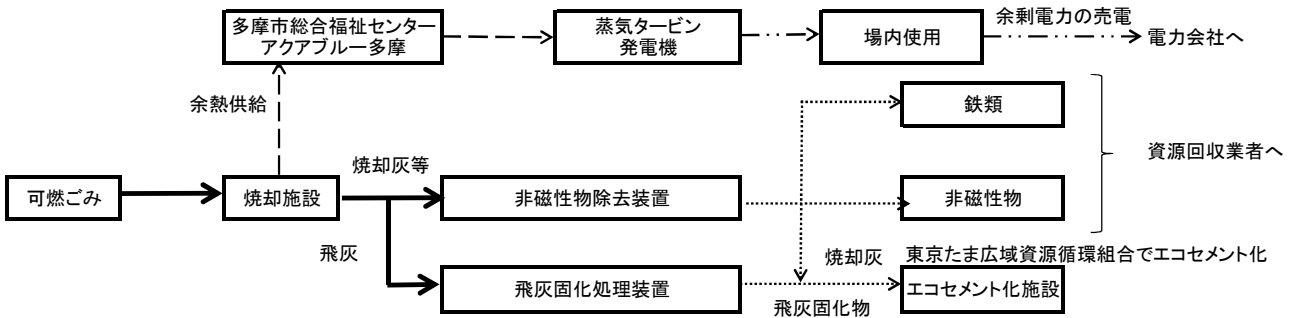 多摩市総合福祉センター
アクアブルー多摩
蒸気タービン
発電機
場内使用
余剰電力の売電
電力会社へ
余熱供給
鉄類
資源回収業者へ
焼却灰等
可燃ごみ
焼却施設
非磁性物除去装置
非磁性物
飛灰
焼却灰
東京たま広域資源循環組合でエコセメント化
飛灰固化処理装置
エコセメント化施設
飛灰固化物